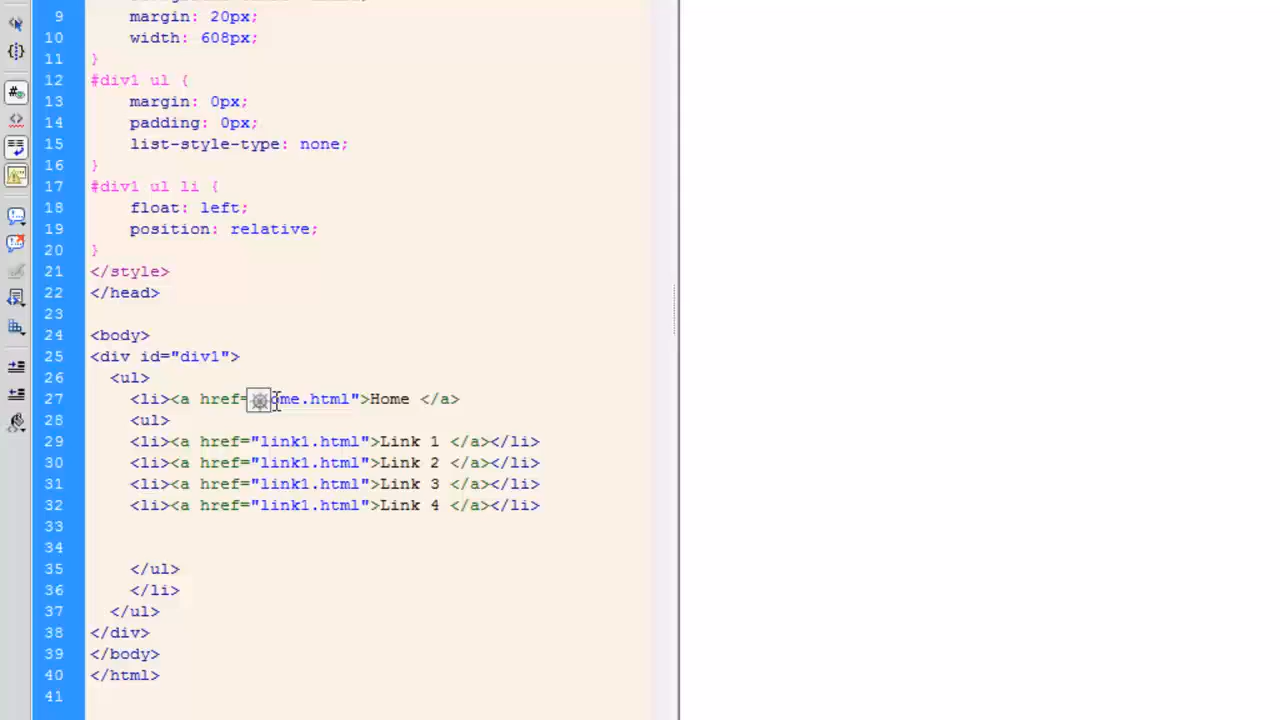 9 margin: 20px;
10 width: 608px;
11 }
12 #div1 ul {
13 margin: 0px;
14 padding: 0px;
15 list-style-type: none;
16 }
17 #div1 ul li {
18 float: left;
19 position: relative;
20 }
21 </style>
22 </head>
23
24 <body>
25 <div id="div1">
26 <ul>
27 <li><a href= ome.html">Home </a>
28 <ul>
29 <li><a href="link1.html">Link 1 </a></li>
30 <li><a href="link1.html">Link 2 </a></li>
31 <li><a href="link1.html">Link 3 </a></li>
32 <li><a href="link1.html">Link 4 </a></li>
33
34
35 </ul>
36 </li>
37 </ul>
38 </div>
39 </body>
40 </html>
41